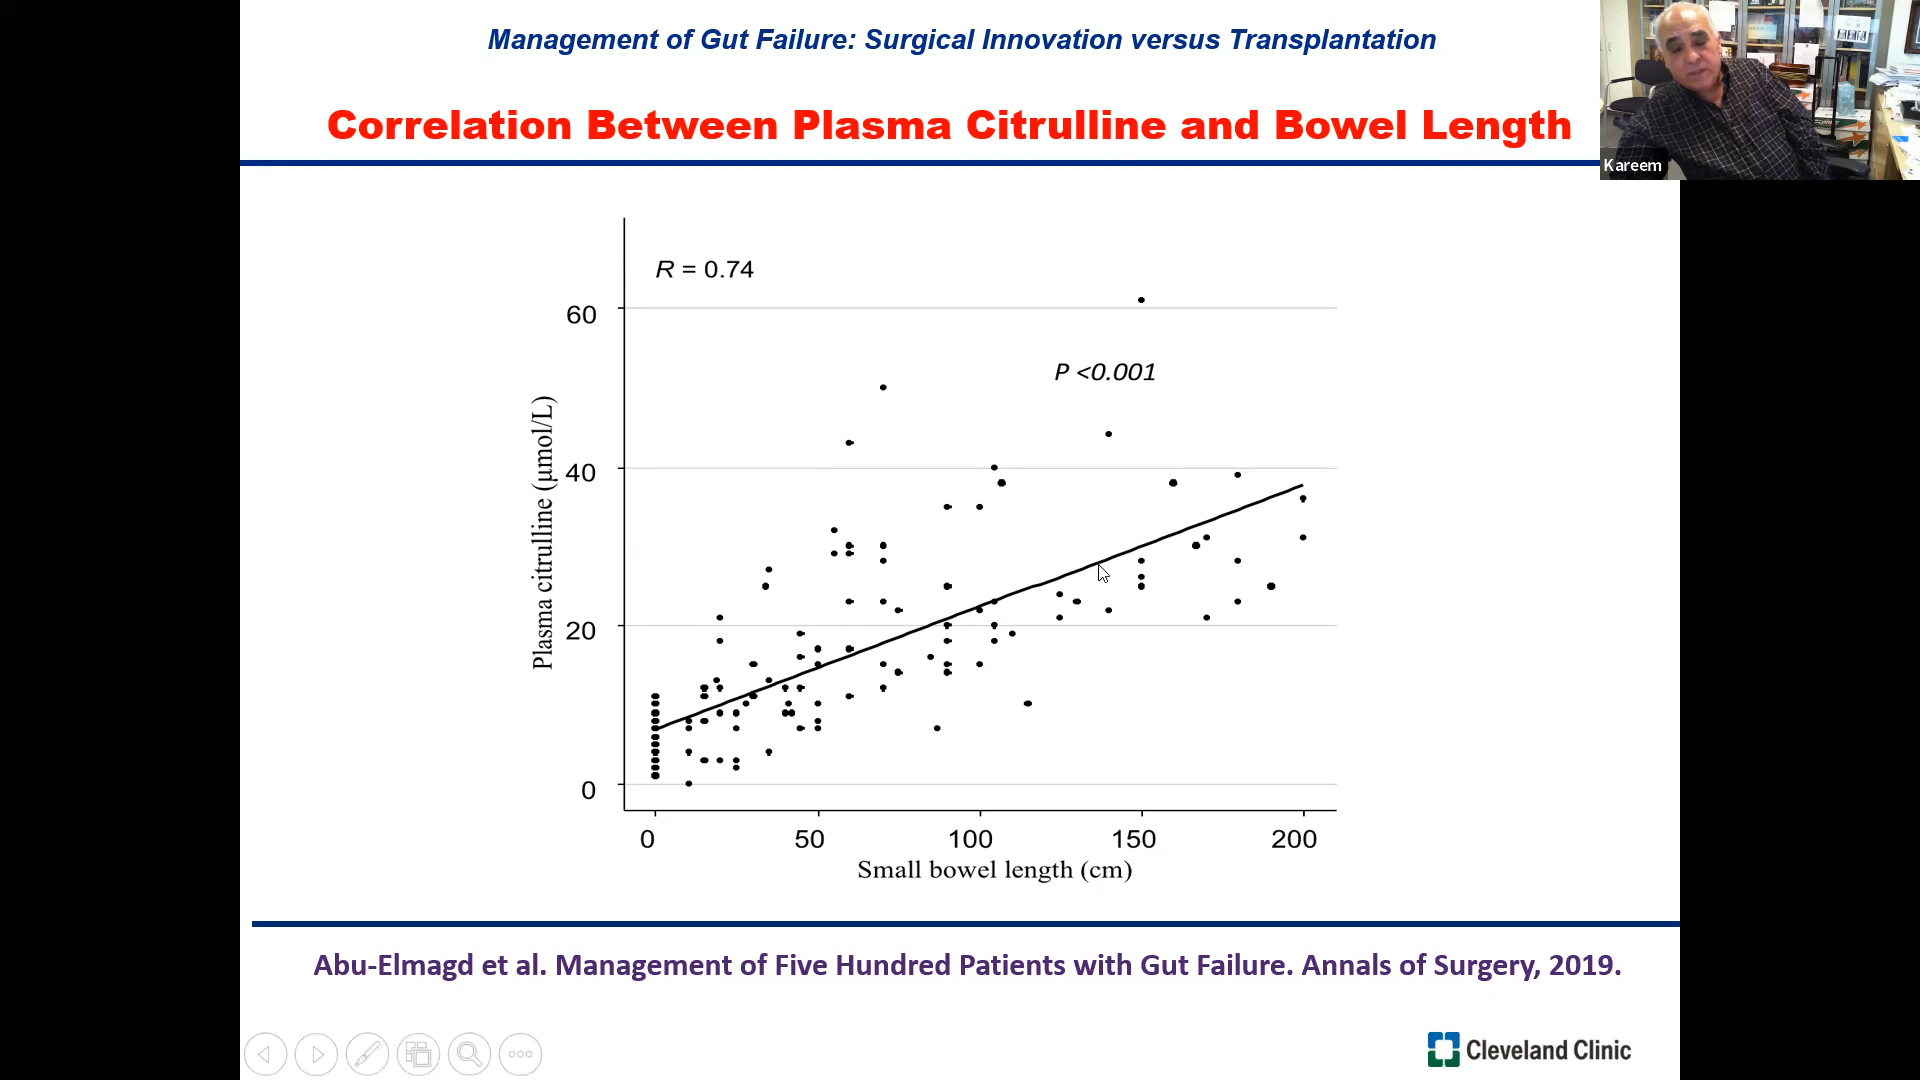 Management of Gut Failure: Surgical Innovation versus Transplantation
Correlation Between Plasma Citrulline and Bowel Length
Kareem
R = 0.74
P <0.001
60
40
20
0
Plasma citrulline (µmol/L)
0 50 100 150 200
Small bowel length (cm)
Abu-Elmagd et al. Management of Five Hundred Patients with Gut Failure. Annals of Surgery, 2019.
Cleveland Clinic